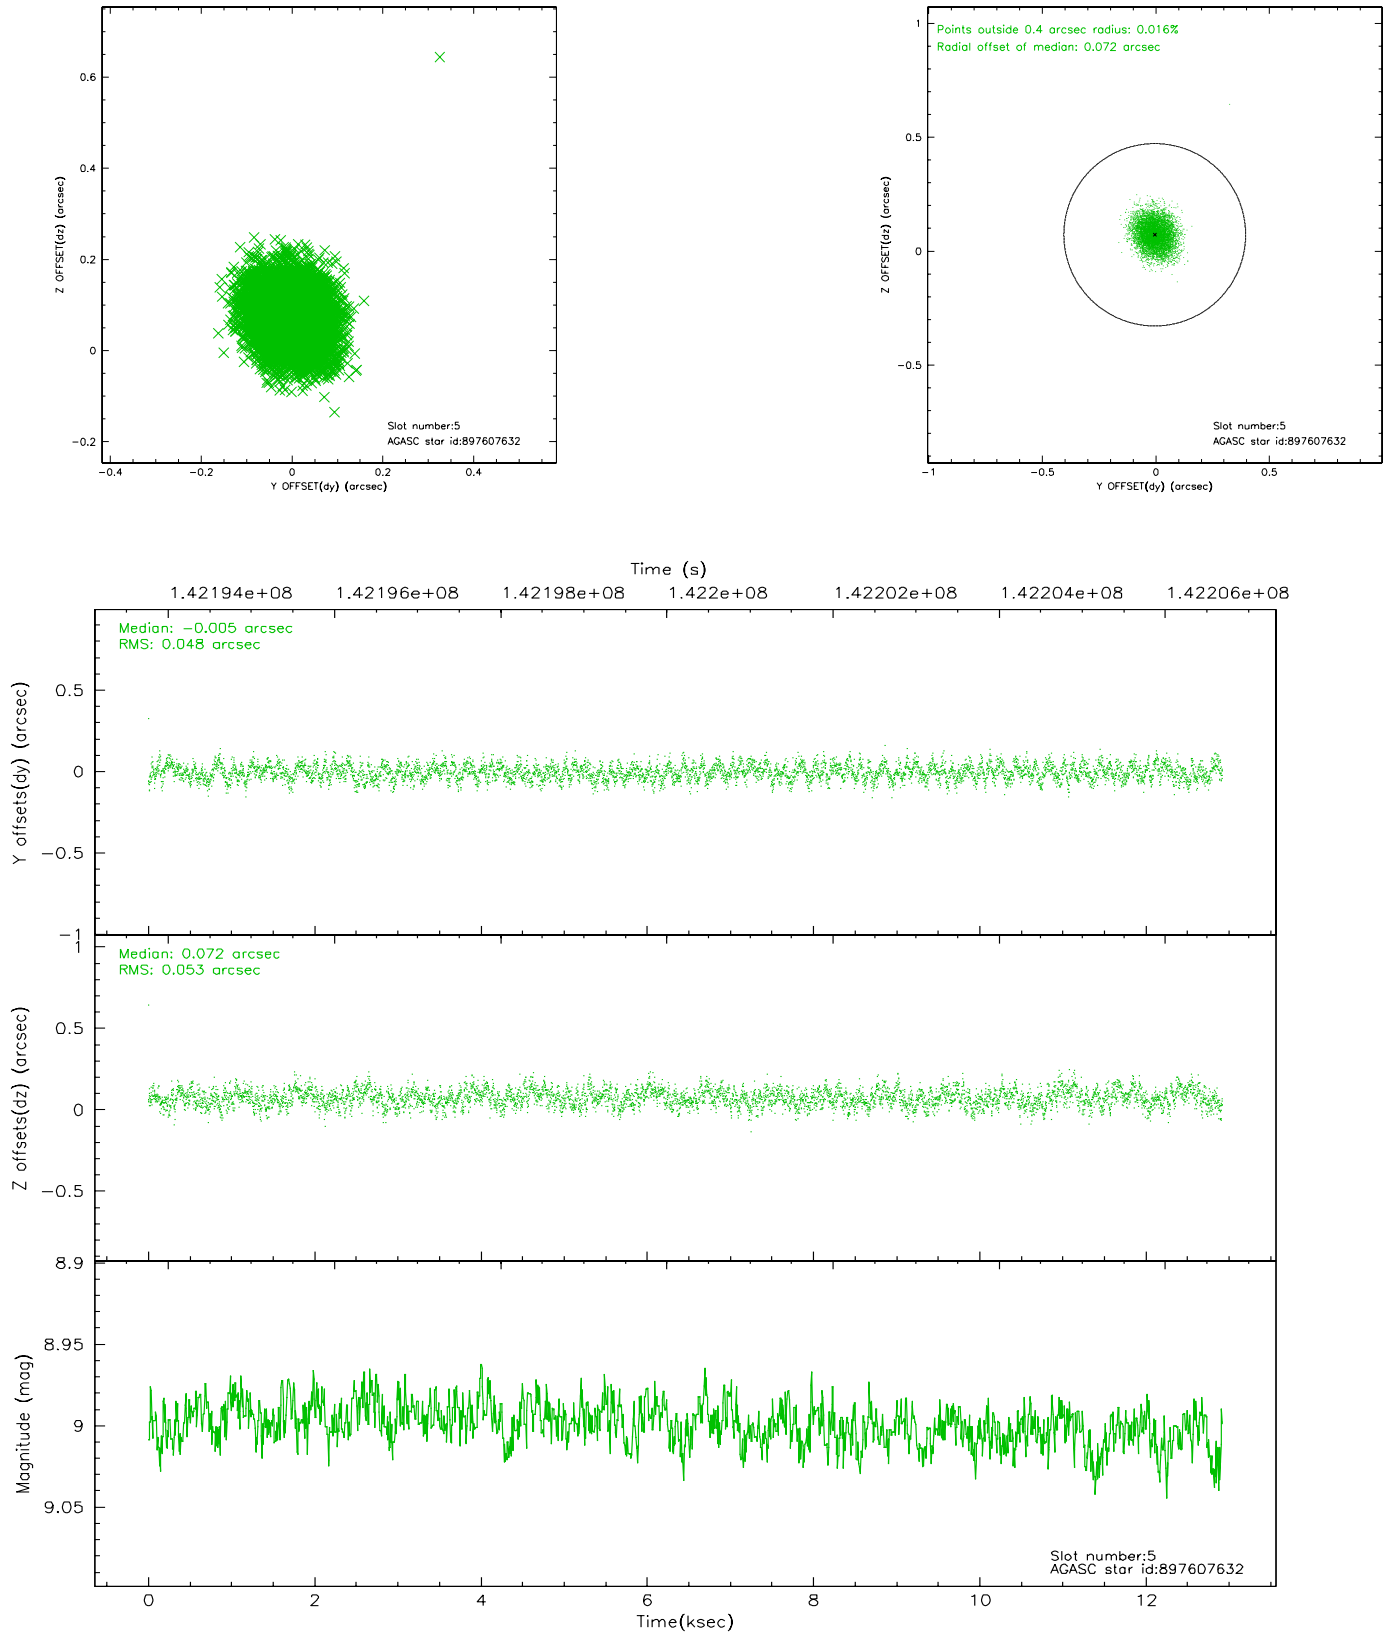 0.6
0.4
0.2
0
-0.2
-0.4
-0.2
0
0.2
0.4
Z OFFSET(dz) (arcsec)
Y OFFSET(dy) (arcsec)
Slot number:5
AGASC star id:897607632
Points outside 0.4 arcsec radius: 0.016%
Radial offset of median: 0.072 arcsec
1
0.5
0
-0.5
-1
-0.5
0
0.5
Z OFFSET(dz) (arcsec)
Y OFFSET(dy) (arcsec)
Slot number:5
AGASC star id:897607632
Time (s)
1.42194e+08 1.42196e+08 1.42198e+08 1.422e+08 1.42202e+08 1.42204e+08 1.42206e+08
Median: -0.005 arcsec
RMS: 0.048 arcsec
0.5
0
-0.5
-1
Y offsets(dy) (arcsec)
Median: 0.072 arcsec
RMS: 0.053 arcsec
1
0.5
0
-0.5
Z offsets(dz) (arcsec)
8.9
8.95
9
9.05
Magnitude (mag)
Slot number:5
AGASC star id:897607632
0 2 4 6 8 10 12
Time(ksec)